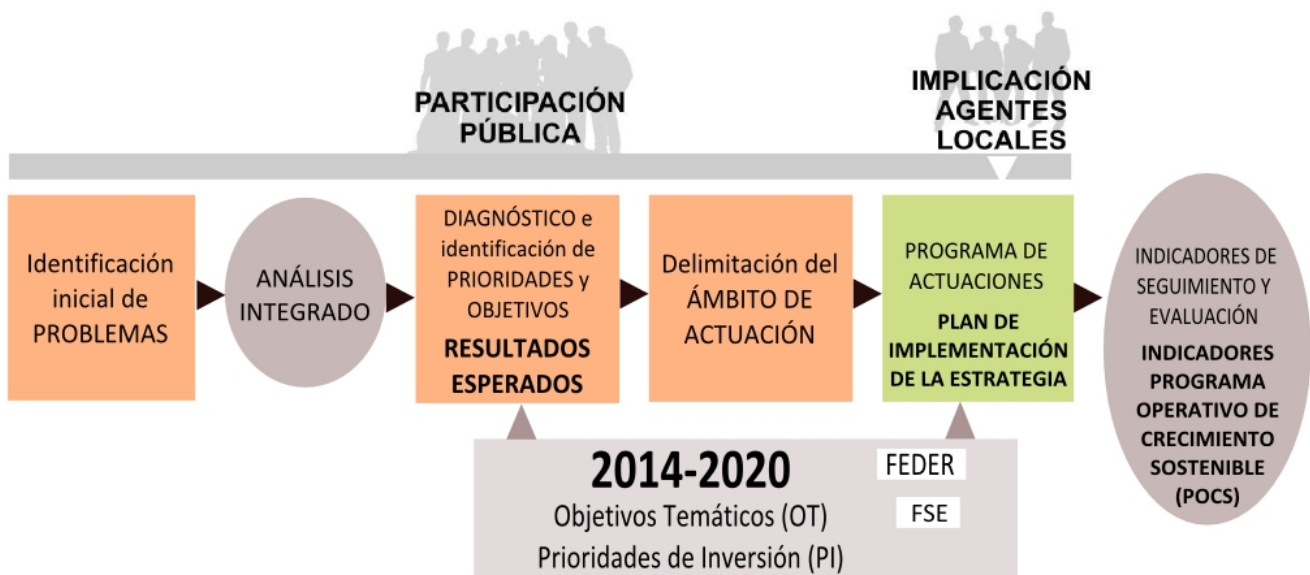 PARTICIPACIÓN
PÚBLICA
IMPLICACIÓN
AGENTES
LOCALES
Identificación
inicial de
PROBLEMAS
ANÁLISIS
INTEGRADO
DIAGNÓSTICO e
identificación de
PRIORIDADES y
OBJETIVOS
RESULTADOS
ESPERADOS
Delimitación del
ÁMBITO DE
ACTUACIÓN
PROGRAMA DE
ACTUACIONES
PLAN DE
IMPLEMENTACIÓN
DE LA ESTRATEGIA
INDICADORES DE
SEGUIMIENTO Y
EVALUACIÓN
INDICADORES
PROGRAMA
OPERATIVO DE
CRECIMIENTO
SOSTENIBLE
(POCS)
2014-2020
Objetivos Temáticos (OT)
Prioridades de Inversión (PI)
FEDER
FSE